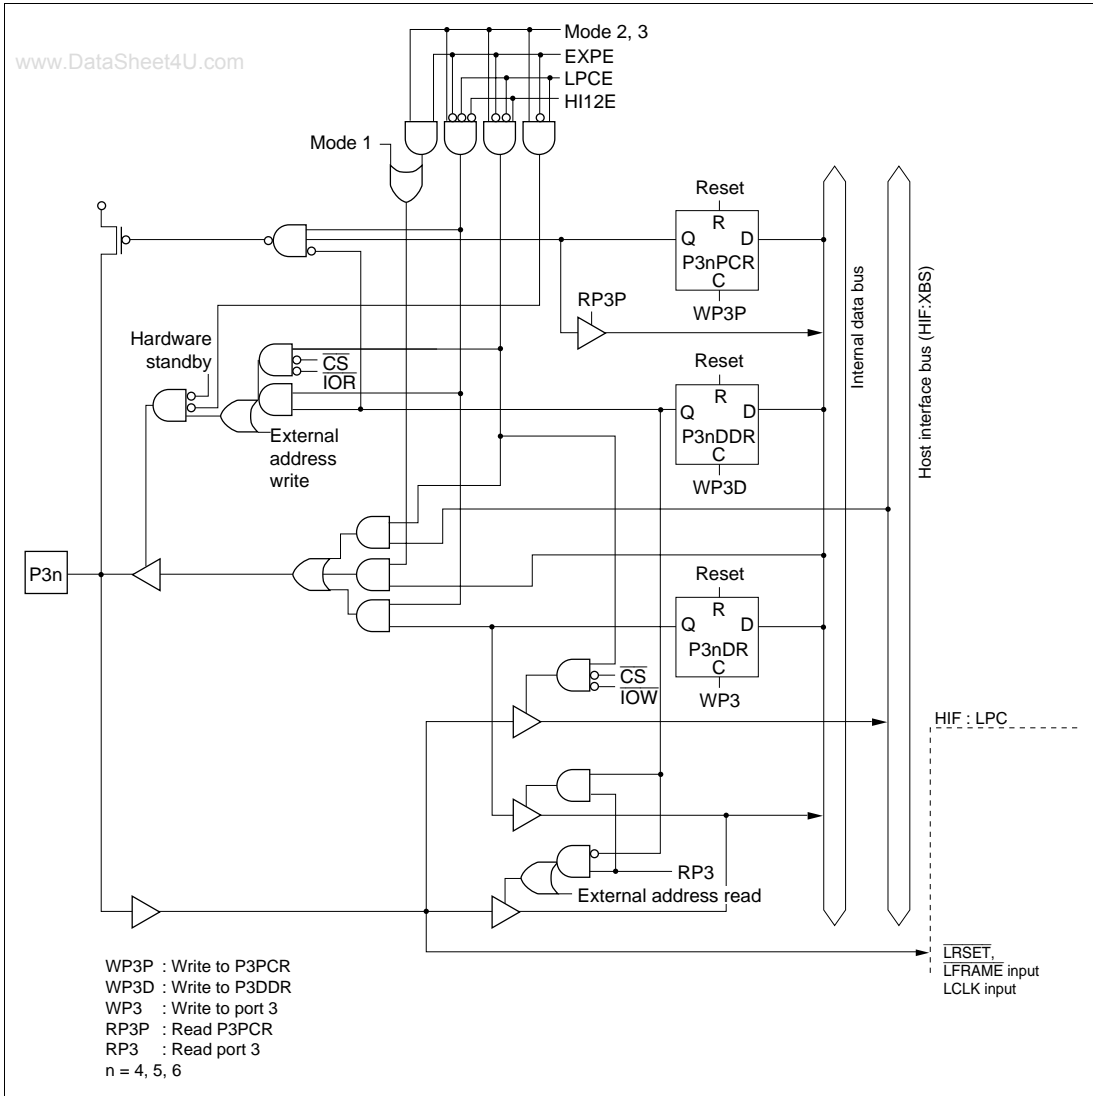 www.DataSheet4U.com
Mode 2, 3
EXPE
LPCE
HI12E
Mode 1
Reset
R
Q
D
P3nPCR
C
WP3P
RP3P
Hardware
standby
CS
IOR
External
address
write
Reset
R
Q
D
P3nDDR
C
WP3D
Internal data bus
Host interface bus (HIF:XBS)
P3n
Reset
R
Q
D
P3nDR
C
WP3
CS
IOW
HIF : LPC
RP3
External address read
LRSET,
LFRAME input
LCLK input
WP3P : Write to P3PCR
WP3D : Write to P3DDR
WP3 : Write to port 3
RP3P : Read P3PCR
RP3 : Read port 3
n = 4, 5, 6